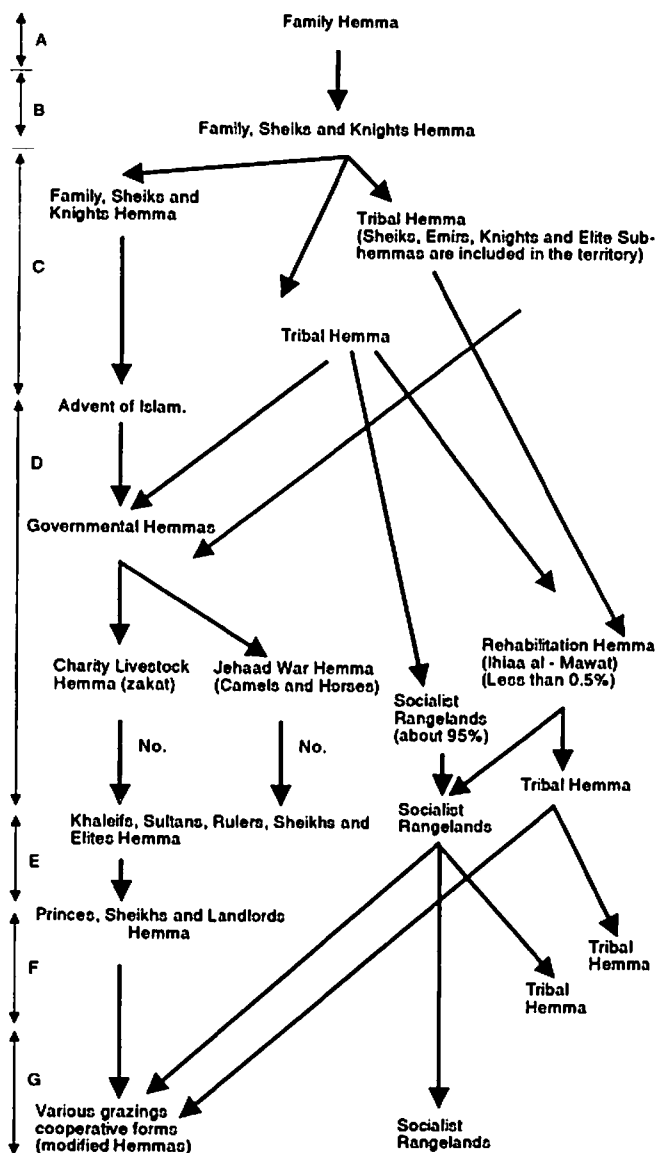 Family Hemma
A
B
Family, Sheiks and Knights Hemma
Family, Sheiks and
Knights Hemma
Tribal Hemma
(Sheiks, Emirs, Knights and Elite Sub-
hemmas are included in the territory)
C
Tribal Hemma
Advent of Islam.
D
Governmental Hemmas
Charity Livestock
Hemma (zakat)
Jehaad War Hemma
(Camels and Horses)
Socialist
Rangelands
(about 95%)
Rehabilitation Hemma
(Ihiaa al - Mawat)
(Less than 0.5%)
No.
No.
Tribal Hemma
Khaleifs, Sultans, Rulers, Sheikhs and
Elites Hemma
Socialist
Rangelands
E
Princes, Sheikhs and Landlords
Hemma
Tribal
Hemma
F
Tribal
Hemma
G
Various grazings
cooperative forms
(modified Hemmas)
Socialist
Rangelands